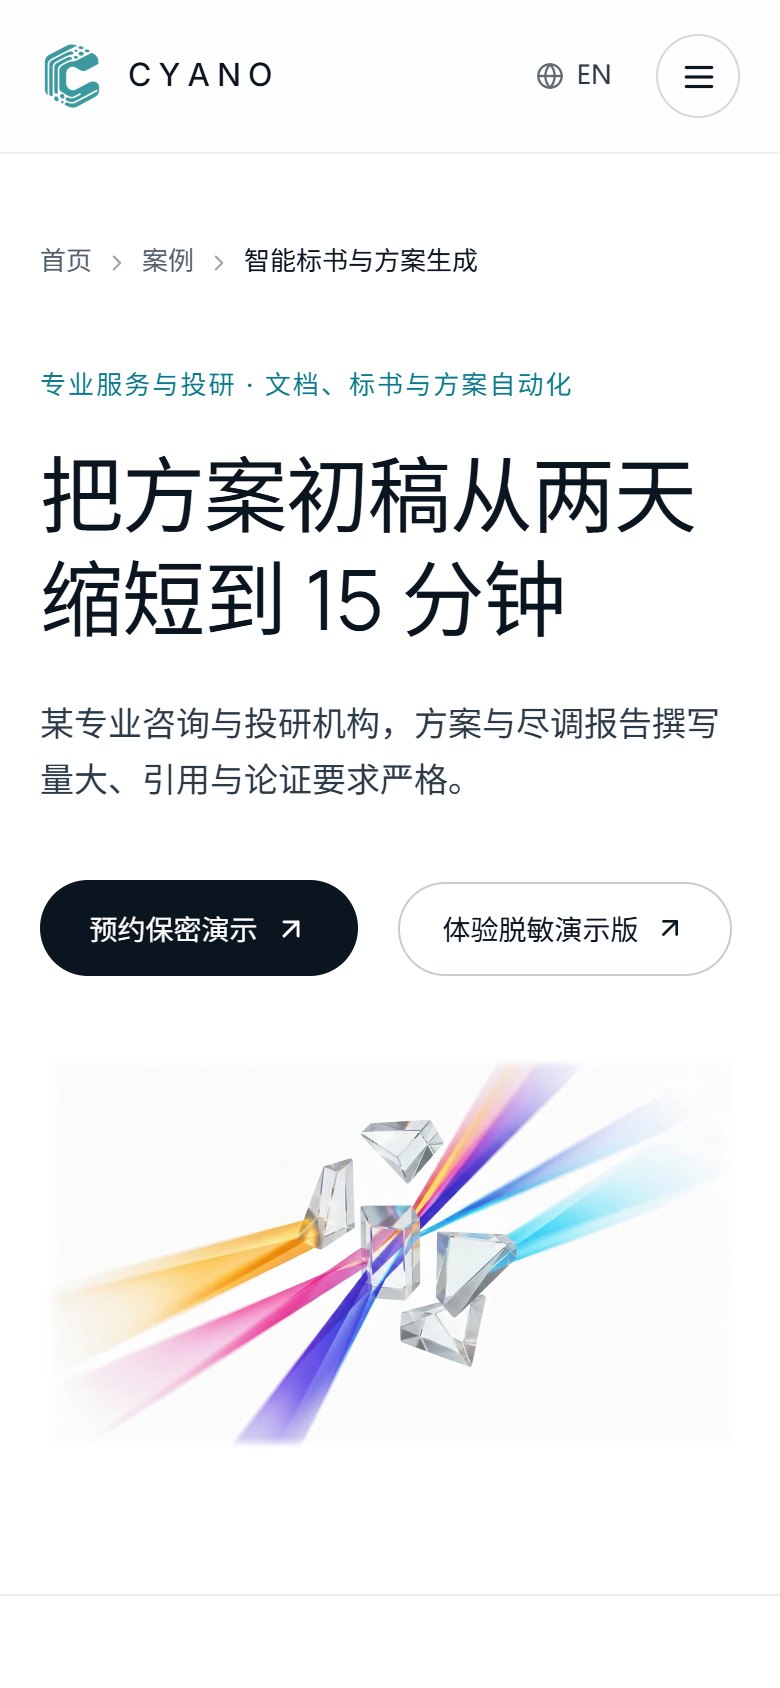 CYANO
EN
首页 > 案例 > 智能标书与方案生成
专业服务与投研 · 文档、标书与方案自动化
把方案初稿从两天
缩短到 15 分钟
某专业咨询与投研机构，方案与尽调报告撰写
量大、引用与论证要求严格。
预约保密演示
体验脱敏演示版